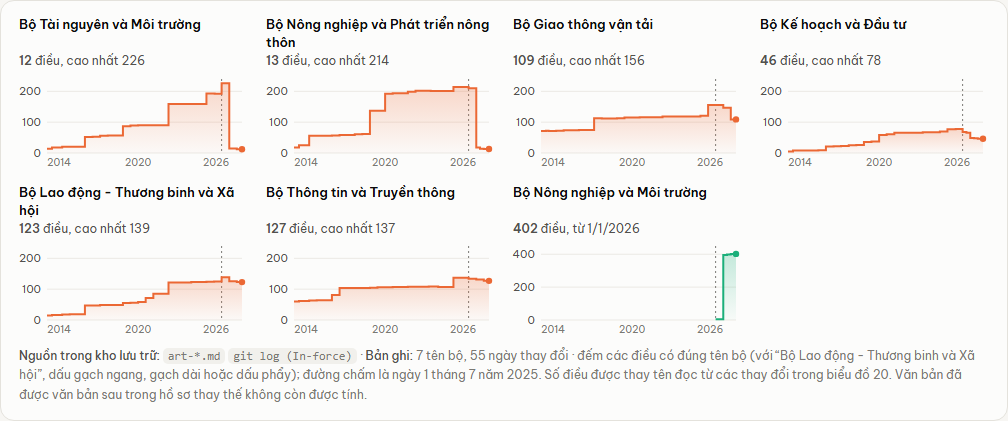 Bộ Tài nguyên và Môi trường
12 điều, cao nhất 226
200
100
0
2014
2020
2026
Bộ Nông nghiệp và Phát triển nông
thôn
13 điều, cao nhất 214
200
100
0
2014
2020
2026
Bộ Giao thông vận tải
109 điều, cao nhất 156
200
100
0
2014
2020
2026
Bộ Kế hoạch và Đầu tư
46 điều, cao nhất 78
200
100
0
2014
2020
2026
Bộ Lao động - Thương binh và Xã
hội
123 điều, cao nhất 139
200
100
0
2014
2020
2026
Bộ Thông tin và Truyền thông
127 điều, cao nhất 137
200
100
0
2014
2020
2026
Bộ Nông nghiệp và Môi trường
402 điều, từ 1/1/2026
400
200
0
2014
2020
2026
Nguồn trong kho lưu trữ: art-*.md git log (In-force) · Bản ghi: 7 tên bộ, 55 ngày thay đổi · đếm các điều có đúng tên bộ (với “Bộ Lao động - Thương binh và Xã
hội”, dấu gạch ngang, gạch dài hoặc dấu phẩy); đường chấm là ngày 1 tháng 7 năm 2025. Số điều được thay tên đọc từ các thay đổi trong biểu đồ 20. Văn bản đã
được văn bản sau trong hồ sơ thay thế không còn được tính.